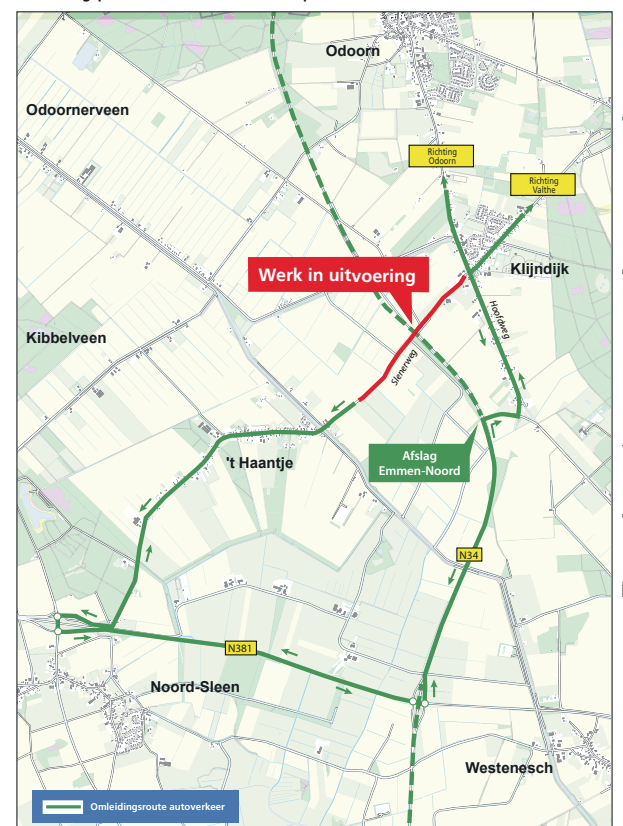 Odoorn
Odoornerveen
Richting
Odoorn
Richting
Valthe
Klijndijk
Werk in uitvoering
Hoofdweg
Kibbelveen
Slenerweg
't Haantje
Afslag
Emmen-Noord
N34
N381
Noord-Sleen
Westenesch
Omleidingsroute autoverkeer